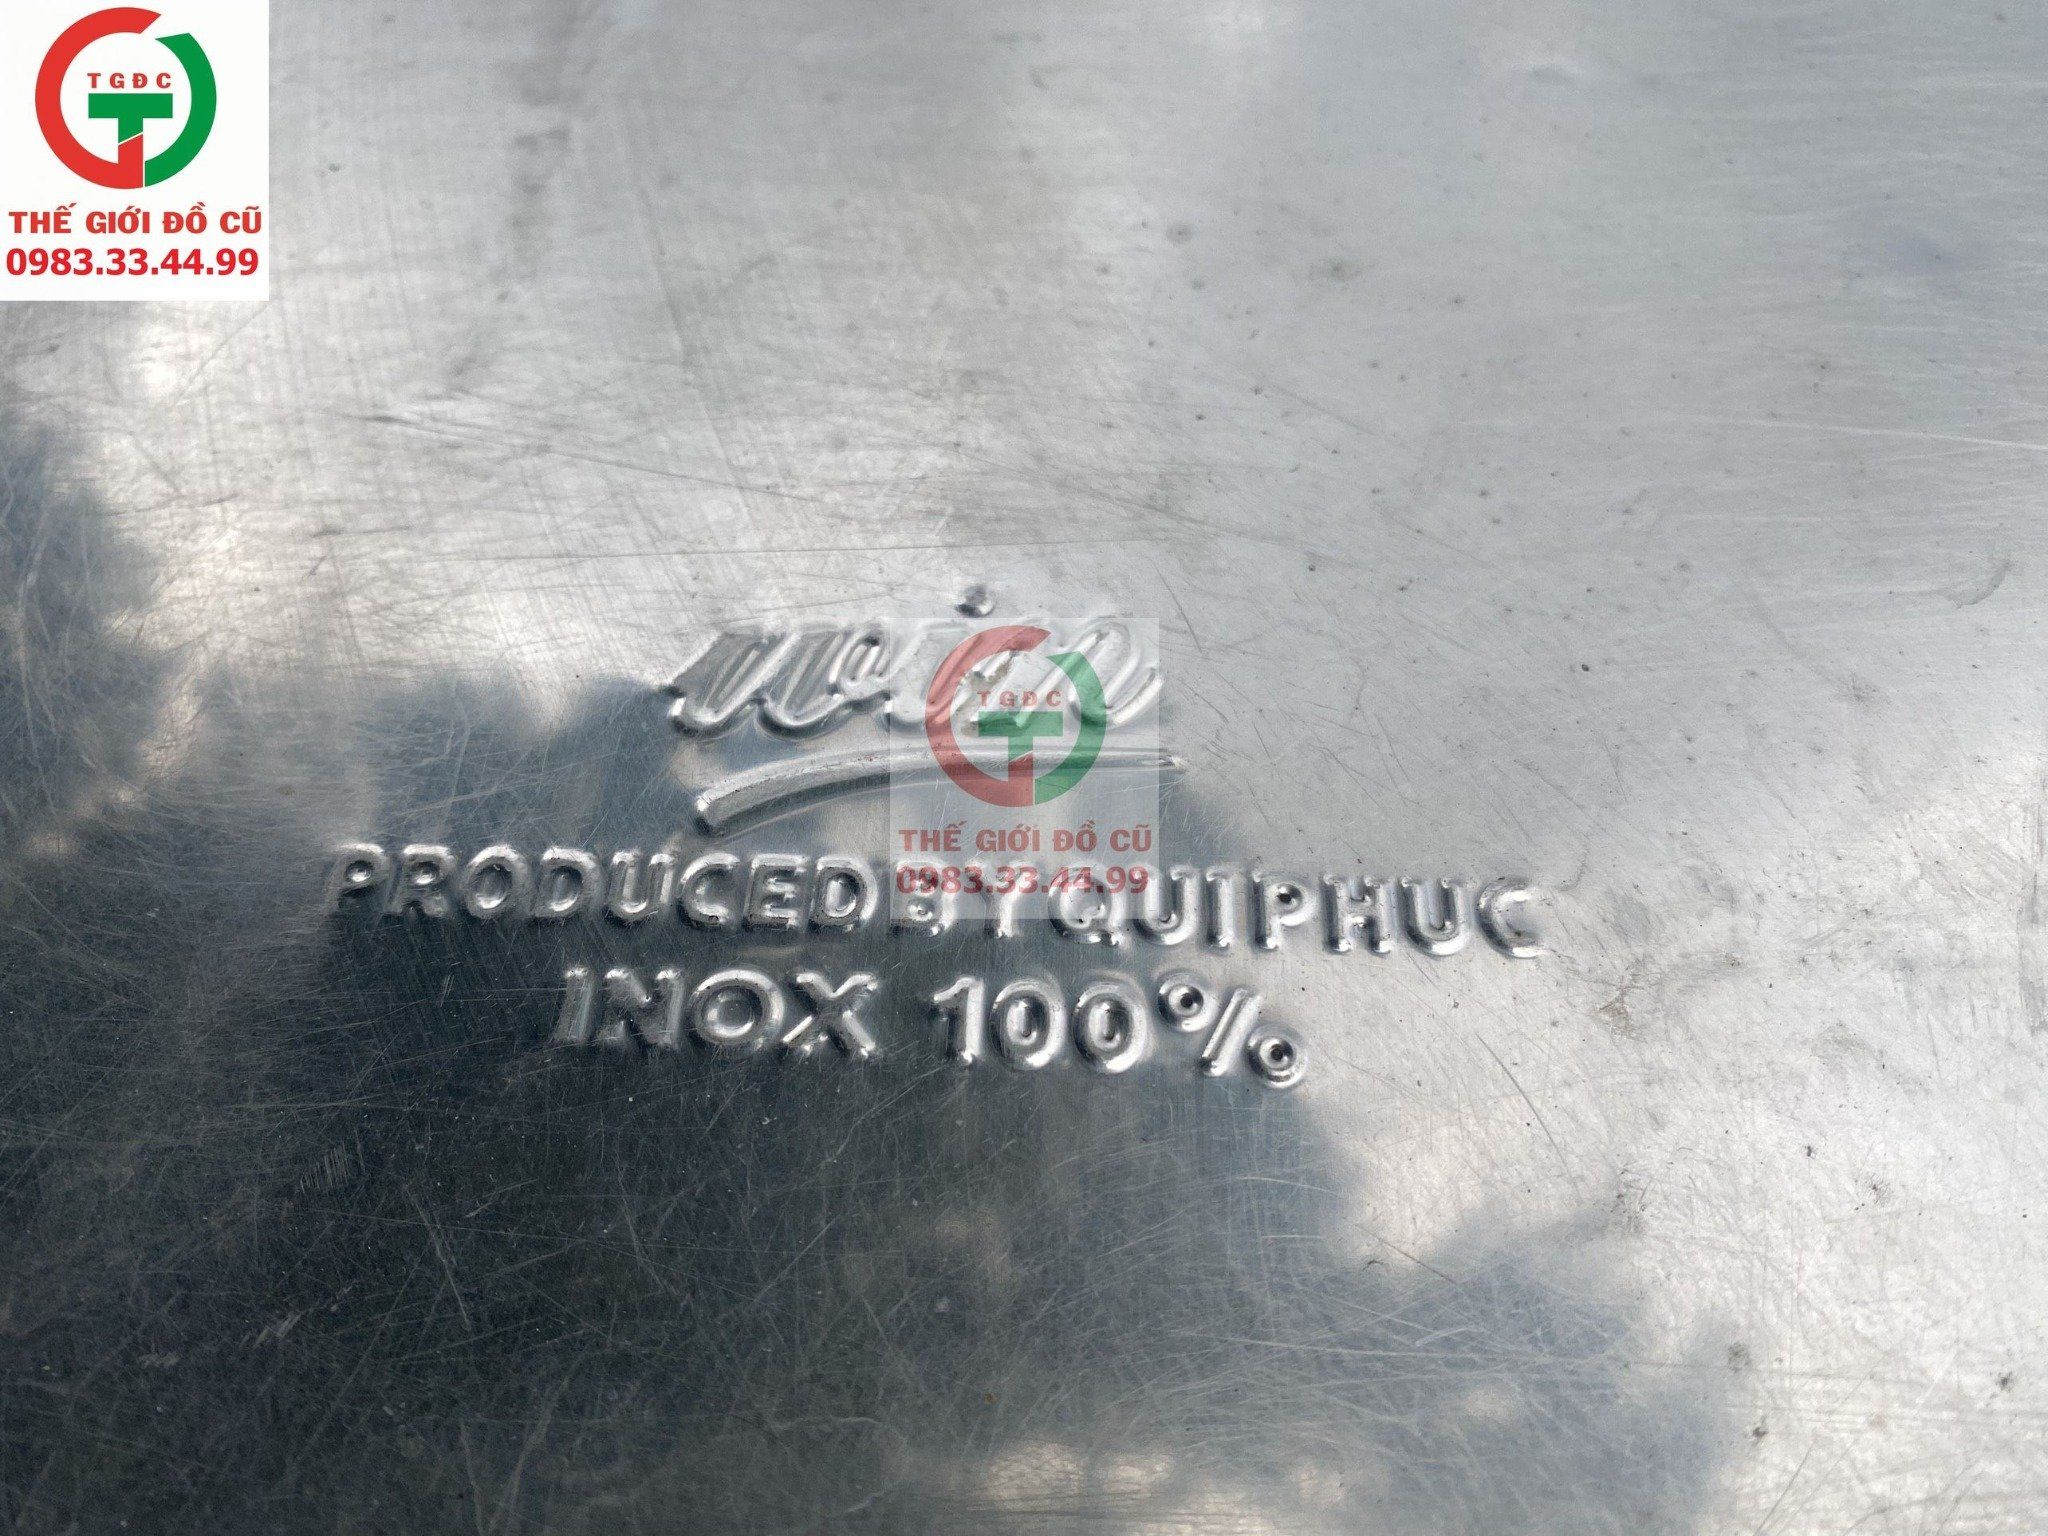 TGĐC
THẾ GIỚI ĐỒ CŨ
0983.33.44.99
TGĐC
THẾ GIỚI ĐỒ CŨ
0983.33.44.99
PRODUCED BY QUIPHUC
INOX 100%